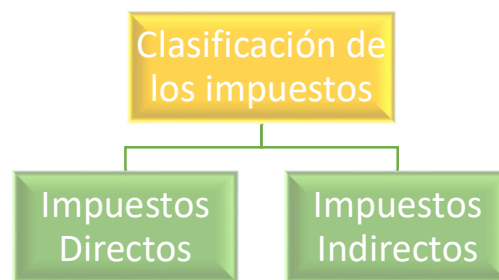 Clasificación de
los impuestos
Impuestos
Directos
Impuestos
Indirectos